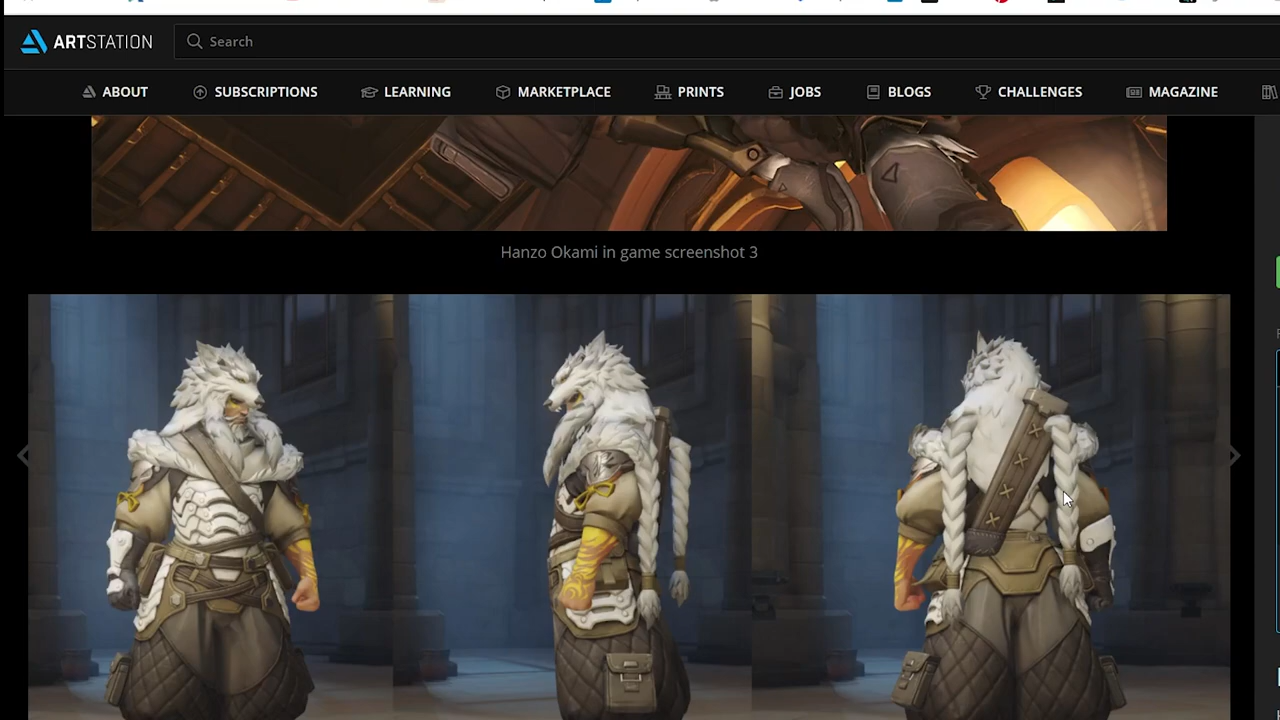 ARTSTATION
Search
ABOUT SUBSCRIPTIONS LEARNING MARKETPLACE PRINTS JOBS BLOGS CHALLENGES MAGAZINE
Hanzo Okami in game screenshot 3